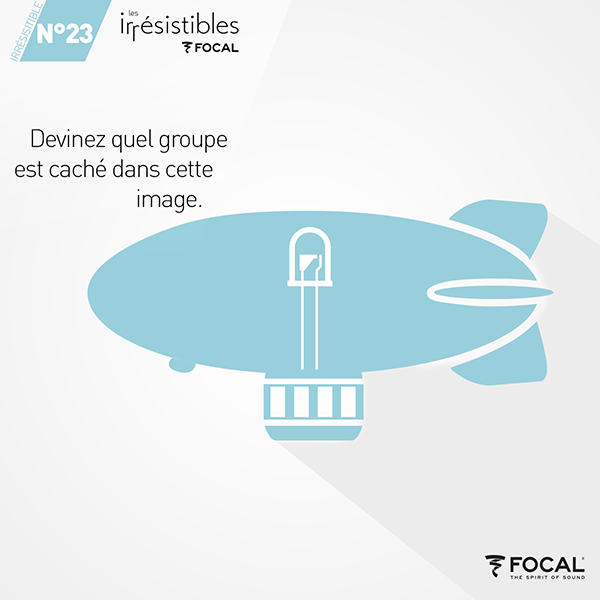 IRRÉSISTIBLE
N°23
les
irrésistibles
FOCAL
Devinez quel groupe
est caché dans cette
image.
FOCAL®
THE SPIRIT OF SOUND